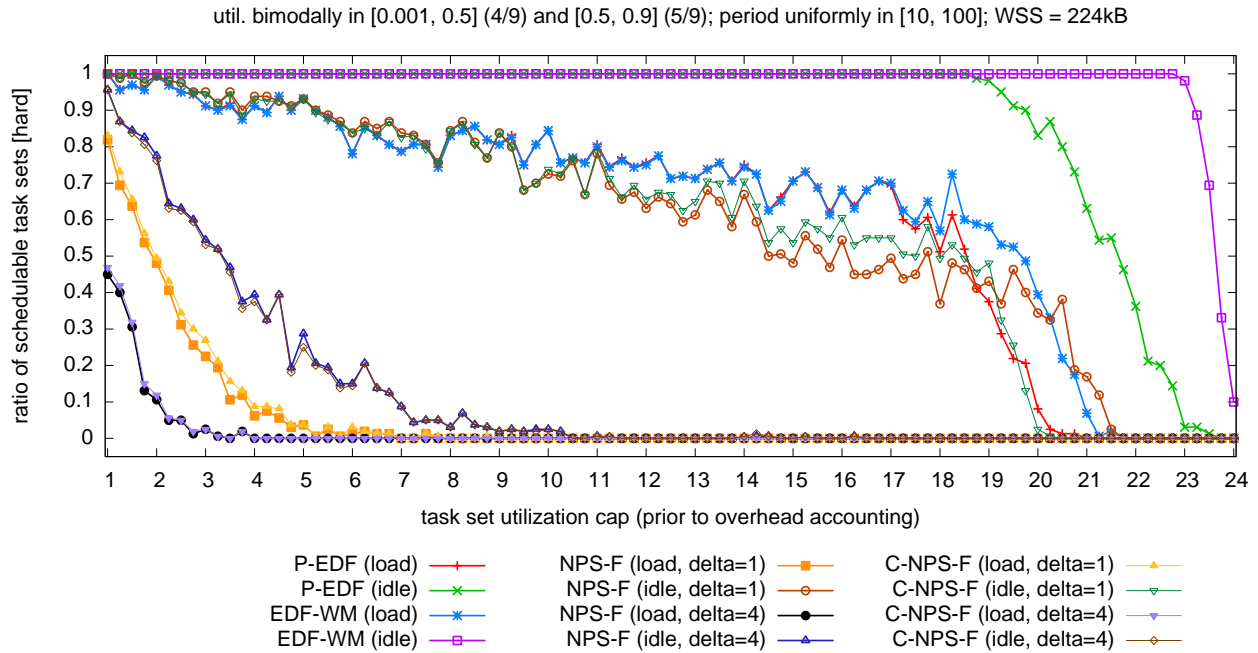 util. bimodally in [0.001, 0.5] (4/9) and [0.5, 0.9] (5/9); period uniformly in [10, 100]; WSS = 224kB
ratio of schedulable task sets [hard]
1
0.9
0.8
0.7
0.6
0.5
0.4
0.3
0.2
0.1
0
1 2 3 4 5 6 7 8 9 10 11 12 13 14 15 16 17 18 19 20 21 22 23 24
task set utilization cap (prior to overhead accounting)
P-EDF (load) NPS-F (load, delta=1) C-NPS-F (load, delta=1)
P-EDF (idle) NPS-F (idle, delta=1) C-NPS-F (idle, delta=1)
EDF-WM (load) NPS-F (load, delta=4) C-NPS-F (load, delta=4)
EDF-WM (idle) NPS-F (idle, delta=4) C-NPS-F (idle, delta=4)